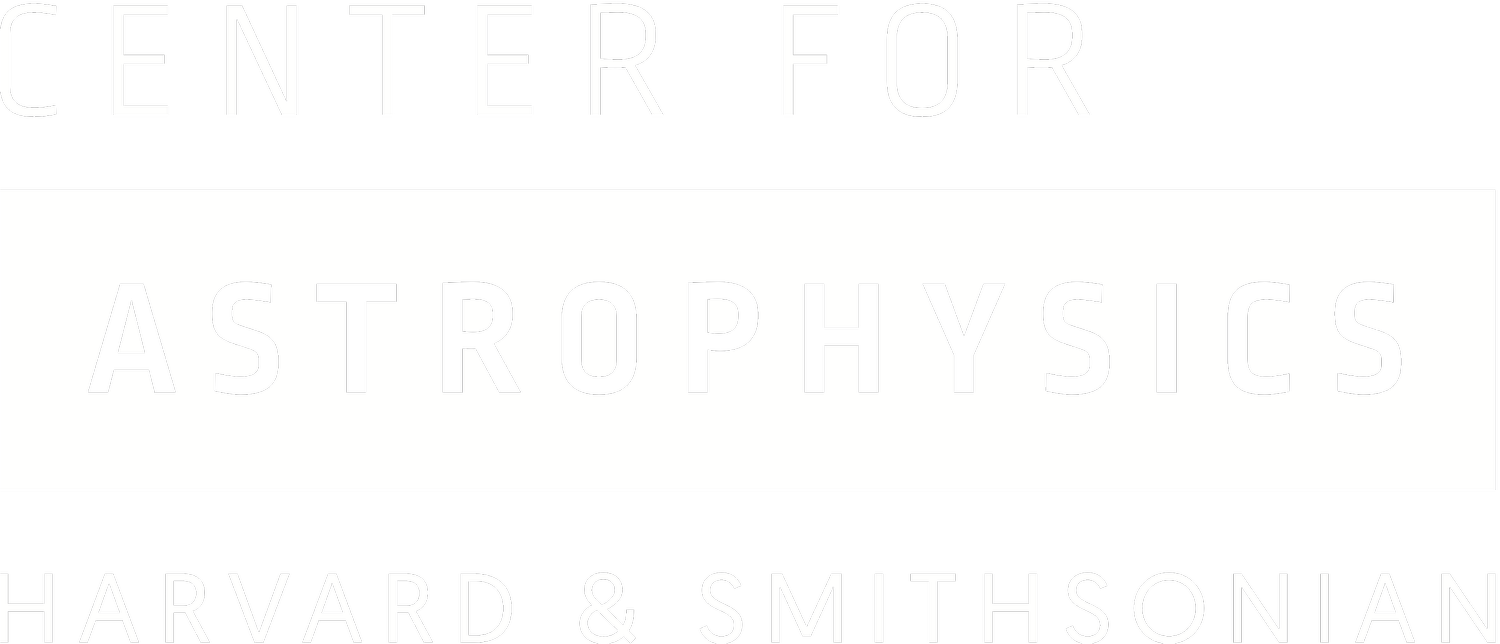 CENTER FOR
ASTROPHYSICS
HARVARD & SMITHSONIAN